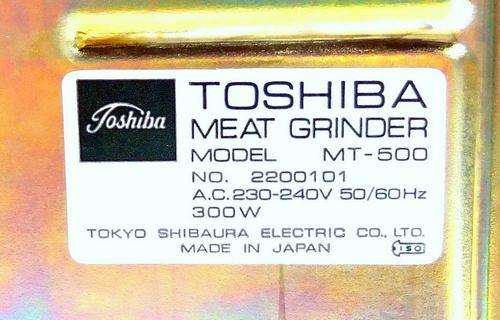 Toshiba
TOSHIBA
MEAT GRINDER
MODEL MT-500
NO. 2200101
A.C. 230-240V 50/60Hz
300W
TOKYO SHIBAURA ELECTRIC CO., LTD.
MADE IN JAPAN
ISO